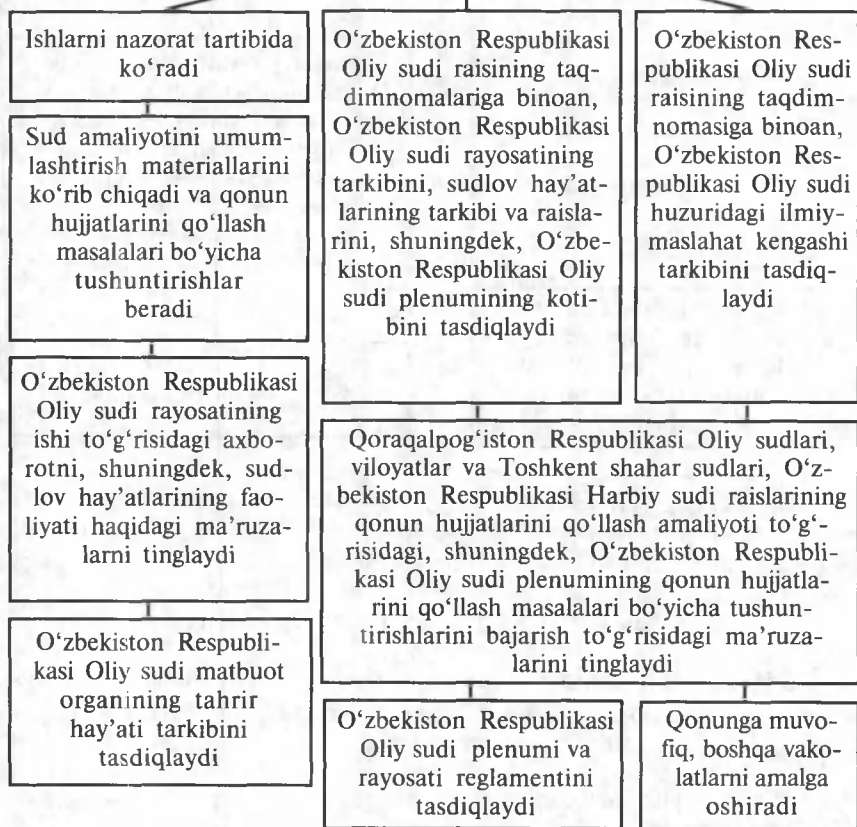 Ishlarni nazorat tartibida
ko‘radi
Sud amaliyotini umum-
lashtirish materiallarini
ko‘rib chiqadi va qonun
hujjatlarini qo‘llash
masalalari bo‘yicha
tushuntirishlar
beradi
O‘zbekiston Respublikasi
Oliy sudi rayosatining
ishi to‘g‘risidagi axbo-
rotni, shuningdek, sud-
lov hay’atlarining fao-
liyati haqidagi ma’ruza-
larni tinglaydi
O‘zbekiston Respubli-
kasi Oliy sudi matbuot
organining tahrir
hay’ati tarkibini
tasdiqlaydi
O‘zbekiston Respublikasi
Oliy sudi raisining taq-
dimnomalariga binoan,
O‘zbekiston Respublikasi
Oliy sudi rayosatining
tarkibini, sudlov hay’at-
larining tarkibi va raisla-
rini, shuningdek, O‘zbe-
kiston Respublikasi Oliy
sudi plenumining koti-
bini tasdiqlaydi
O‘zbekiston Res-
publikasi Oliy sudi
raisining taqdim-
nomasiga binoan,
O‘zbekiston Res-
publikasi Oliy sudi
huzuridagi ilmiy-
maslahat kengashi
tarkibini tasdiq-
laydi
Qoraqalpog‘iston Respublikasi Oliy sudlari,
viloyatlar va Toshkent shahar sudlari, O‘z-
bekiston Respublikasi Harbiy sudi raislarining
qonun hujjatlarini qo‘llash amaliyoti to‘g‘-
risidagi, shuningdek, O‘zbekiston Respubli-
kasi Oliy sudi plenumining qonun hujjatla-
rini qo‘llash masalalari bo‘yicha tushun-
tirishlarini bajarish to‘g‘risidagi ma’ruza-
larini tinglaydi
O‘zbekiston Respublikasi
Oliy sudi plenumi va
rayosati reglamentini
tasdiqlaydi
Qonunga muvo-
fiq, boshqa vako-
latlarni amalga
oshiradi